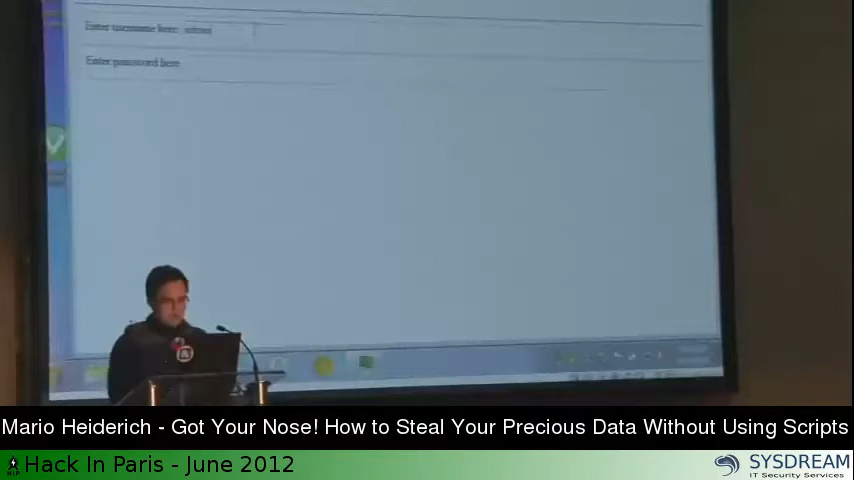 Enter username here:
Enter password here
Mario Heiderich - Got Your Nose! How to Steal Your Precious Data Without Using Scripts
Hack In Paris - June 2012
SYSDREAM
IT Security Services